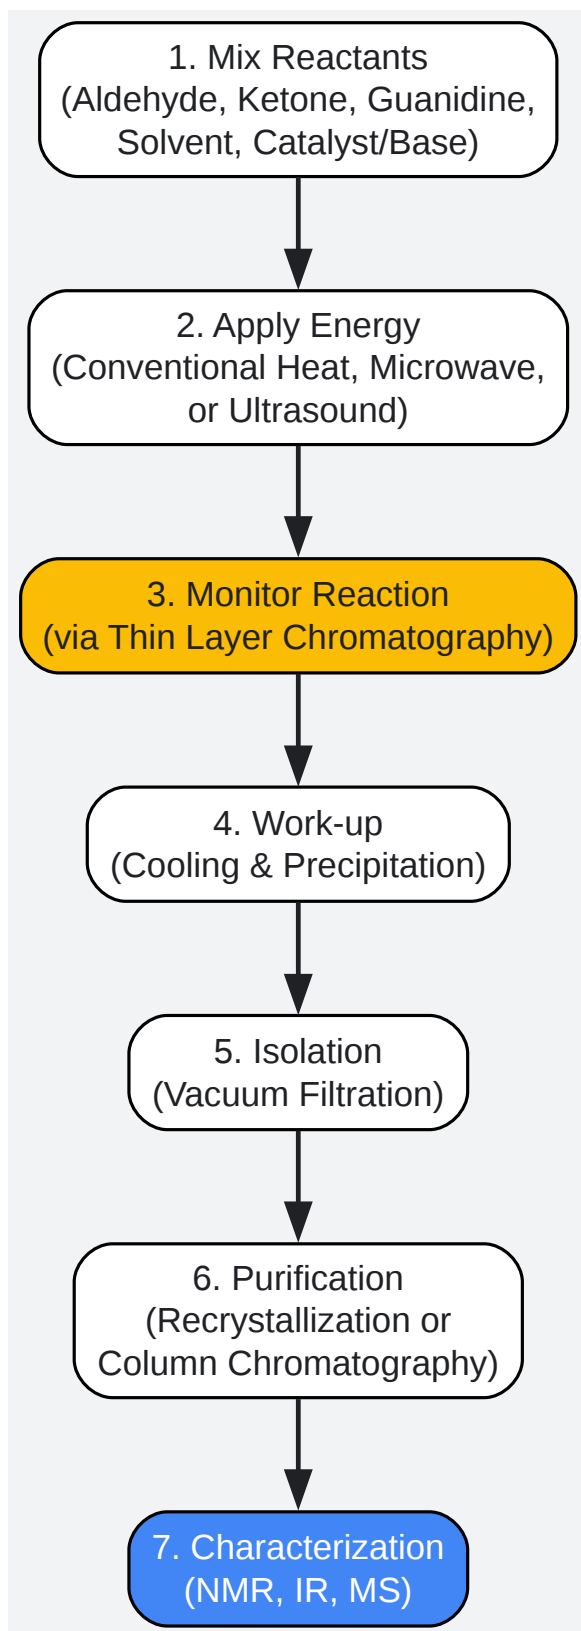 1. Mix Reactants
(Aldehyde, Ketone, Guanidine,
Solvent, Catalyst/Base)
2. Apply Energy
(Conventional Heat, Microwave,
or Ultrasound)
3. Monitor Reaction
(via Thin Layer Chromatography)
4. Work-up
(Cooling & Precipitation)
5. Isolation
(Vacuum Filtration)
6. Purification
(Recrystallization or
Column Chromatography)
7. Characterization
(NMR, IR, MS)